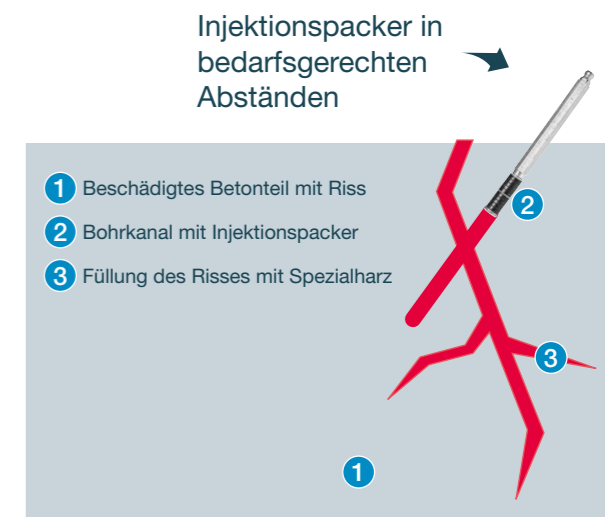 Injektionspacker in
bedarfsgerechten
Abständen
1 Beschädigtes Betonteil mit Riss
2 Bohrkanal mit Injektionspacker
3 Füllung des Risses mit Spezialharz
2
3
1